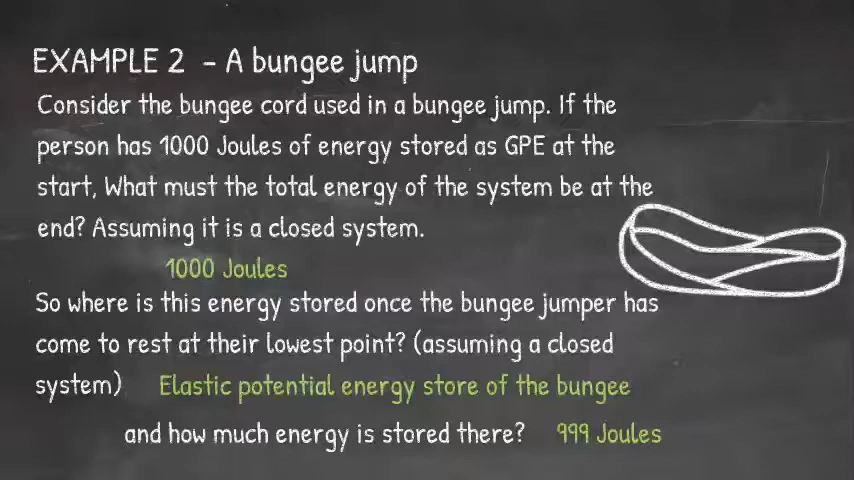 EXAMPLE 2 - A bungee jump
Consider the bungee cord used in a bungee jump. If the
person has 1000 Joules of energy stored as GPE at the
start, What must the total energy of the system be at the
end? Assuming it is a closed system.
1000 Joules
So where is this energy stored once the bungee jumper has
come to rest at their lowest point? (assuming a closed
system) Elastic potential energy store of the bungee
and how much energy is stored there? 999 Joules